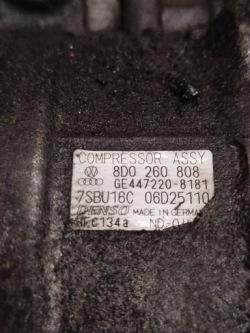 COMPRESSOR ASSY
8D0 260 808
GE447220-8181
7SBU16C 06D25110
DENSO MADE IN GERMANY
HFC134a